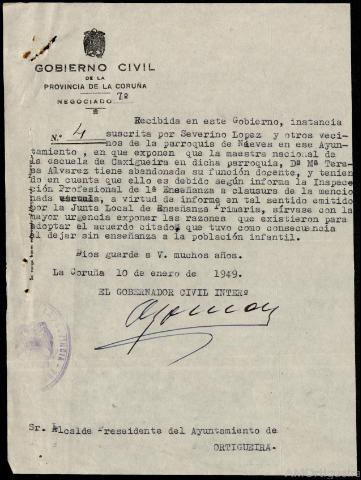 GOBIERNO CIVIL
DE LA
PROVINCIA DE LA CORUÑA
NEGOCIADO 7º
Nº. 4
Recibida en este Gobierno, instancia
suscrita por Severino Lopez y otros veci-
nos de la parroquis de Nieves en ese Ayun-
tamiento, en que exponen que la maestra nacional de
la escuela de Caxigueira en dicha parroquia, Dª Mª Tere-
sa Alvarez tiene abandonada su función docente, y tenien
do en cuenta que ello es debido según informa la Inspec-
ción Profesional de 1ª Enseñanza a clausura de la mencio
nada escuela, a virtud de informe en tal sentido emitido
por la Junta Local de Enseñanza Primaria, sírvase con la
mayor urgencia exponer las razones que existieron para
adoptar el acuerdo citado que tuvo como consecuencia
el dejar sin enseñanza a la población infantil.
Dios guarde a V. muchos años.
La Coruña 10 de enero de 1949.
EL GOBERNADOR CIVIL INTERº
Sr. Alcalde Presidente del Ayuntamiento de
ORTIGUEIRA.
AMOrtigueira